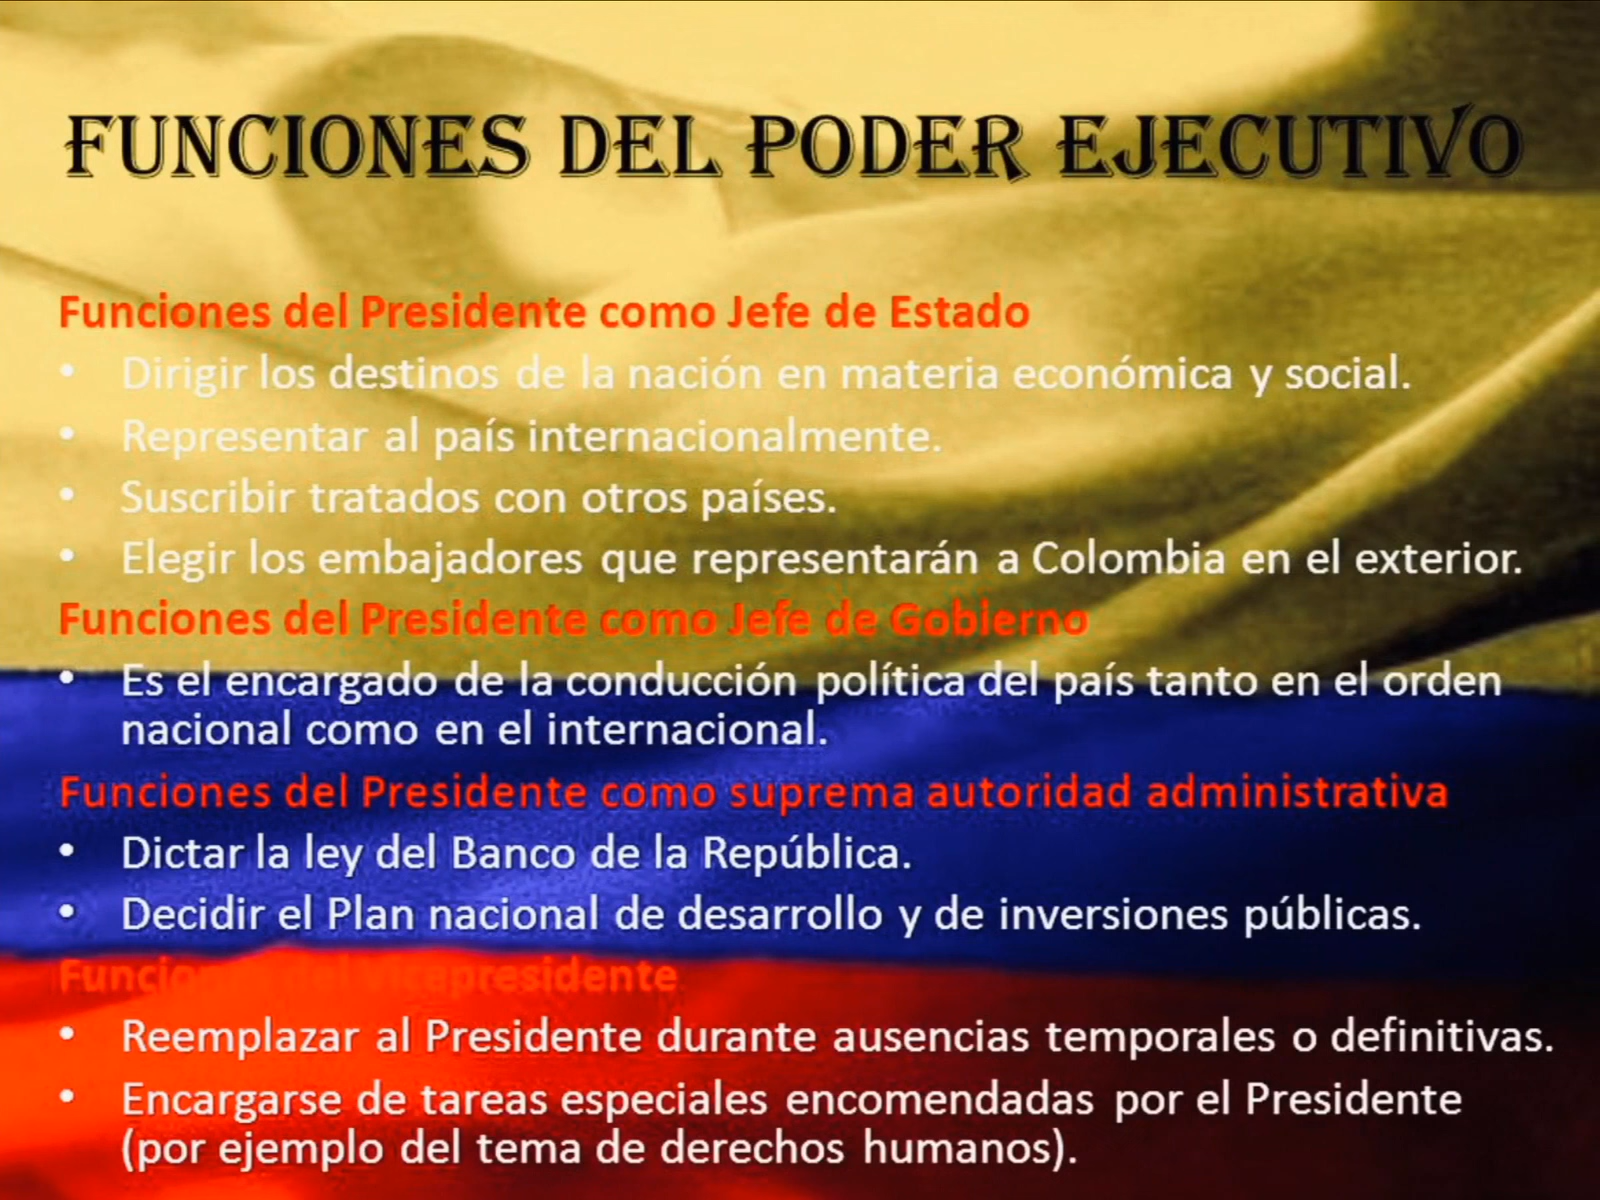 FUNCIONES DEL PODER EJECUTIVO
Funciones del Presidente como Jefe de Estado
• Dirigir los destinos de la nación en materia económica y social.
• Representar al país internacionalmente.
• Suscribir tratados con otros países.
• Elegir los embajadores que representarán a Colombia en el exterior.
Funciones del Presidente como Jefe de Gobierno
• Es el encargado de la conducción política del país tanto en el orden
nacional como en el internacional.
Funciones del Presidente como suprema autoridad administrativa
• Dictar la ley del Banco de la República.
• Decidir el Plan nacional de desarrollo y de inversiones públicas.
Funciones del vicepresidente
• Reemplazar al Presidente durante ausencias temporales o definitivas.
• Encargarse de tareas especiales encomendadas por el Presidente
(por ejemplo del tema de derechos humanos).